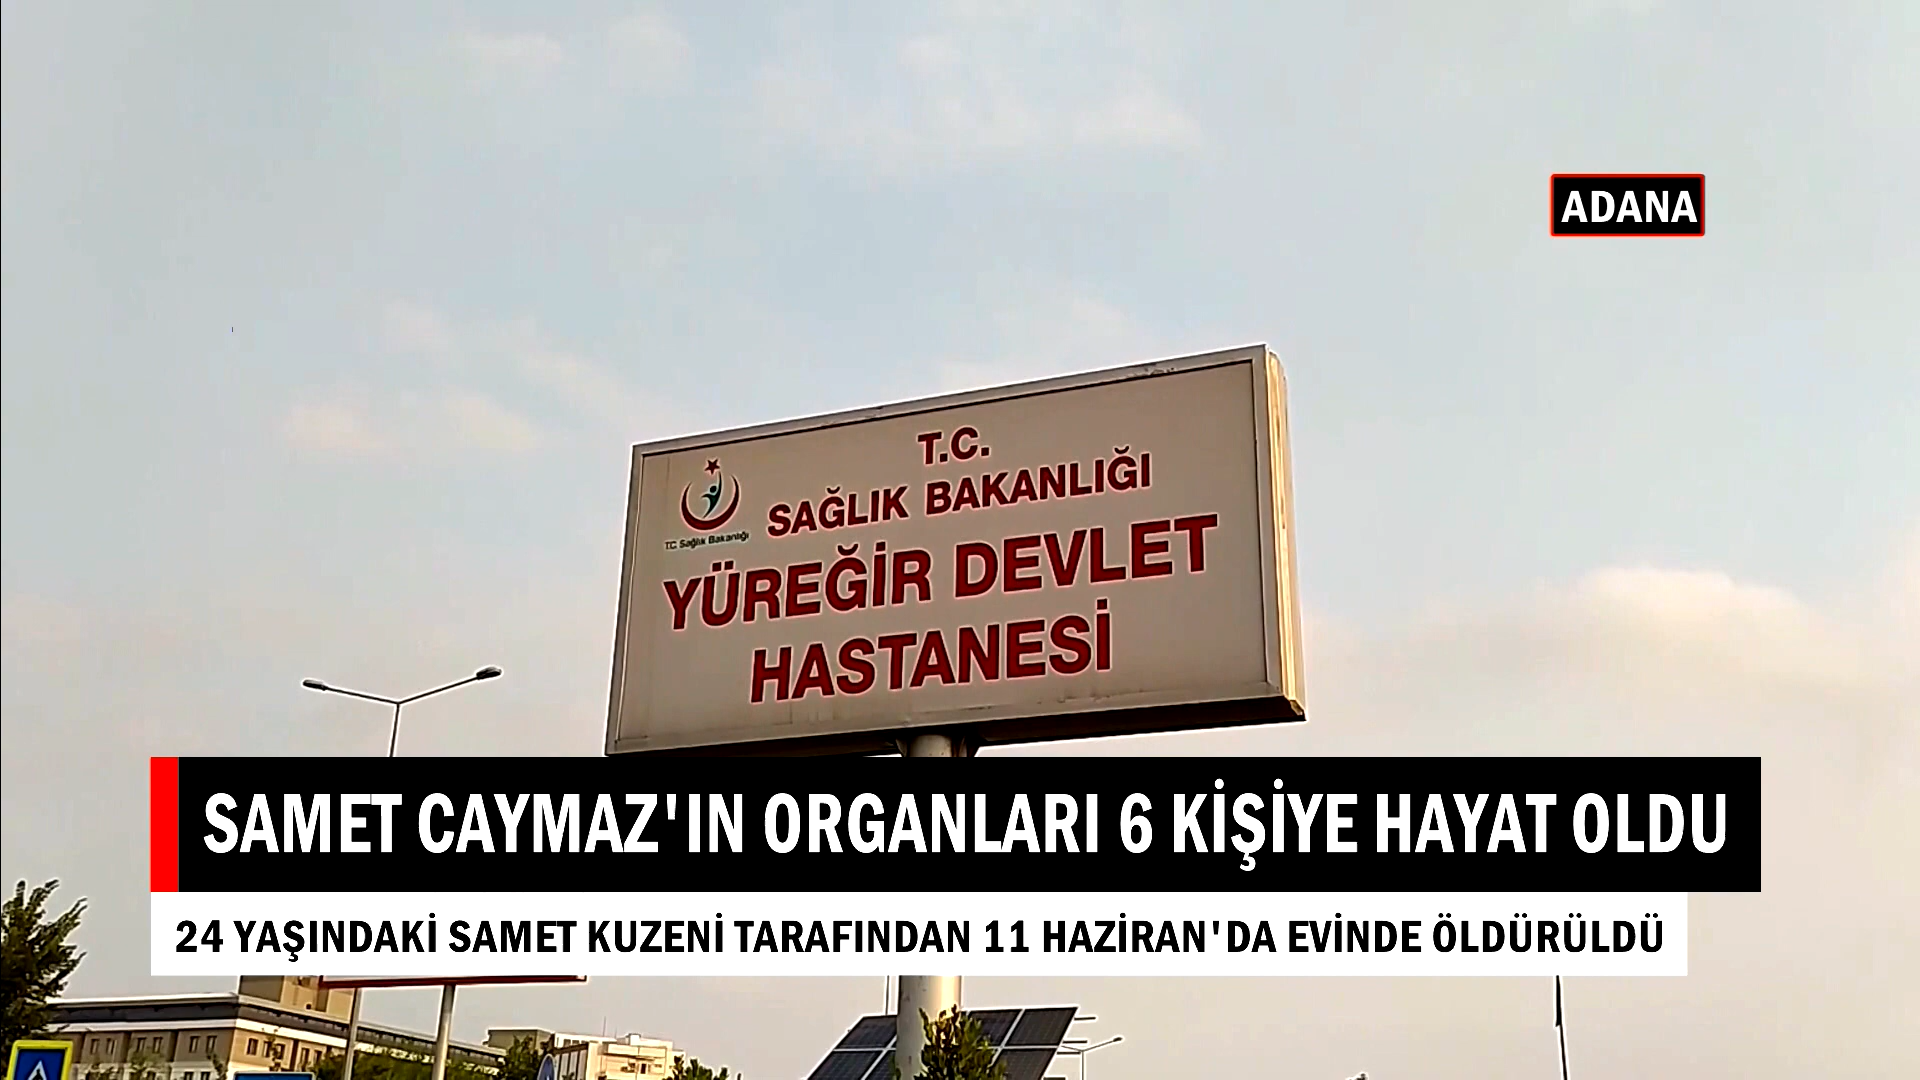 ADANA
T.C.
SAĞLIK BAKANLIĞI
T.C. Sağlık Bakanlığı
YÜREĞİR DEVLET
HASTANESİ
SAMET CAYMAZ'IN ORGANLARI 6 KİŞİYE HAYAT OLDU
24 YAŞINDAKİ SAMET KUZENİ TARAFINDAN 11 HAZİRAN'DA EVİNDE ÖLDÜRÜLDÜ